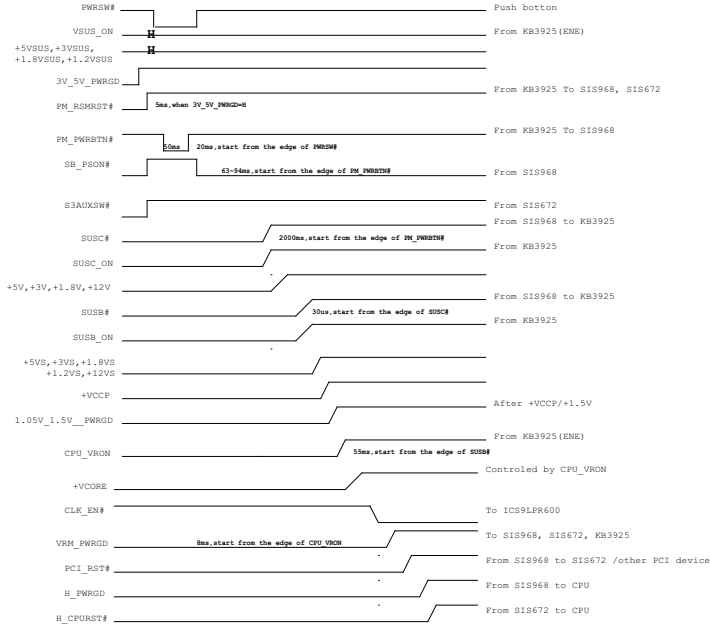 PWRSW# Push botton
VSUS_ON H From KB3925(ENE)
+5VSUS,+3VSUS, H
+1.8VSUS,+1.2VSUS
3V_5V_PWRGD
PM_RSMRST# 5ms,when 3V_5V_PWRGD=H From KB3925 To SIS968, SIS672
PM_PWRBTN# 50ms 20ms,start from the edge of PWRSW# From KB3925 To SIS968
SB_PSON# 63~94ms,start from the edge of PM_PWRBTN# From SIS968
S3AUXSW# From SIS672
SUSC# 2000ms,start from the edge of PM_PWRBTN# From SIS968 to KB3925
SUSC_ON From KB3925
+5V,+3V,+1.8V,+12V
SUSB# 30us,start from the edge of SUSC# From SIS968 to KB3925
SUSB_ON From KB3925
+5VS,+3VS,+1.8VS
+1.2VS,+12VS
+VCCP
1.05V_1.5V__PWRGD After +VCCP/+1.5V
CPU_VRON 55ms,start from the edge of SUSB# From KB3925(ENE)
+VCORE Controled by CPU_VRON
CLK_EN# To ICS9LPR600
VRM_PWRGD 8ms,start from the edge of CPU_VRON To SIS968, SIS672, KB3925
PCI_RST# From SIS968 to SIS672 /other PCI device
H_PWRGD From SIS968 to CPU
H_CPURST# From SIS672 to CPU